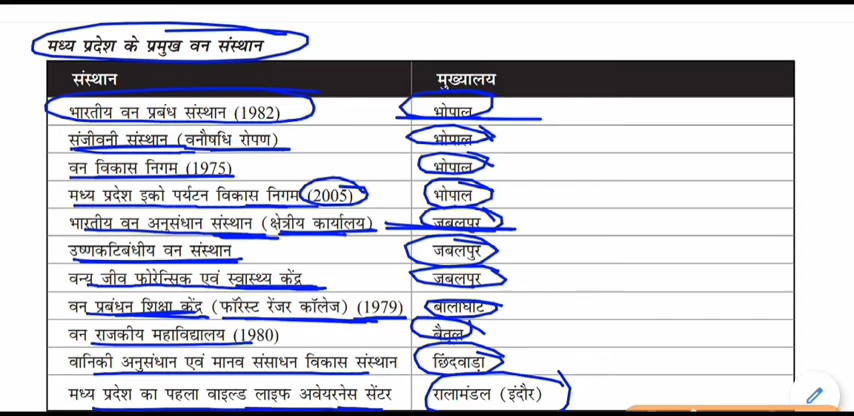 मध्य प्रदेश के प्रमुख वन संस्थान
संस्थान मुख्यालय
भारतीय वन प्रबंध संस्थान (1982) भोपाल
संजीवनी संस्थान (वनौषधि रोपण) भोपाल
वन विकास निगम (1975) भोपाल
मध्य प्रदेश इको पर्यटन विकास निगम (2005) भोपाल
भारतीय वन अनुसंधान संस्थान (क्षेत्रीय कार्यालय) जबलपुर
उष्णकटिबंधीय वन संस्थान जबलपुर
वन्य जीव फोरेन्सिक एवं स्वास्थ्य केंद्र जबलपुर
वन प्रबंधन शिक्षा केंद्र (फॉरेस्ट रेंजर कॉलेज) (1979) बालाघाट
वन राजकीय महाविद्यालय (1980) बैतूल
वानिकी अनुसंधान एवं मानव संसाधन विकास संस्थान छिंदवाड़ा
मध्य प्रदेश का पहला वाइल्ड लाइफ अवेयरनेस सेंटर रालामंडल (इंदौर)